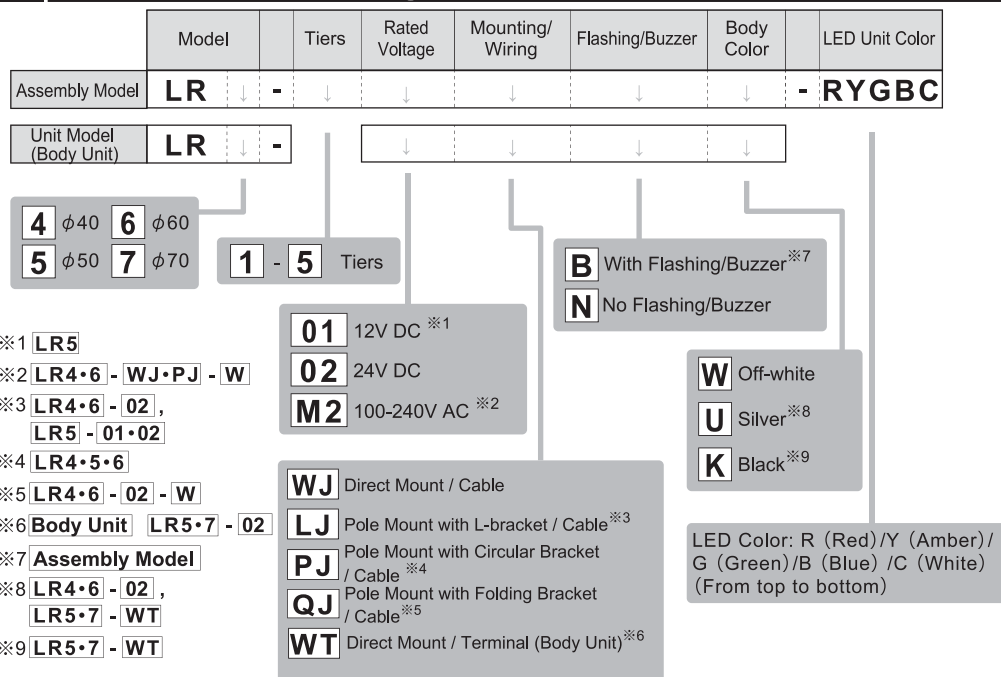 Model Tiers Rated Voltage Mounting/ Wiring Flashing/Buzzer Body Color LED Unit Color
Assembly Model LR ↓ - ↓ ↓ ↓ ↓ ↓ - RYGBC
Unit Model (Body Unit) LR ↓ - ↓ ↓ ↓ ↓
4 φ40 6 φ60
5 φ50 7 φ70
1 - 5 Tiers
01 12V DC ※1
02 24V DC
M2 100-240V AC ※2
WJ Direct Mount / Cable
LJ Pole Mount with L-bracket / Cable※3
PJ Pole Mount with Circular Bracket
/ Cable ※4
QJ Pole Mount with Folding Bracket
/ Cable※5
WT Direct Mount / Terminal (Body Unit)※6
B With Flashing/Buzzer※7
N No Flashing/Buzzer
W Off-white
U Silver※8
K Black※9
LED Color: R (Red)/Y (Amber)/
G (Green)/B (Blue) /C (White)
(From top to bottom)
※1 LR5
※2 LR4•6 - WJ•PJ - W
※3 LR4•6 - 02 ,
LR5 - 01•02
※4 LR4•5•6
※5 LR4•6 - 02 - W
※6 Body Unit LR5•7 - 02
※7 Assembly Model
※8 LR4•6 - 02 ,
LR5•7 - WT
※9 LR5•7 - WT